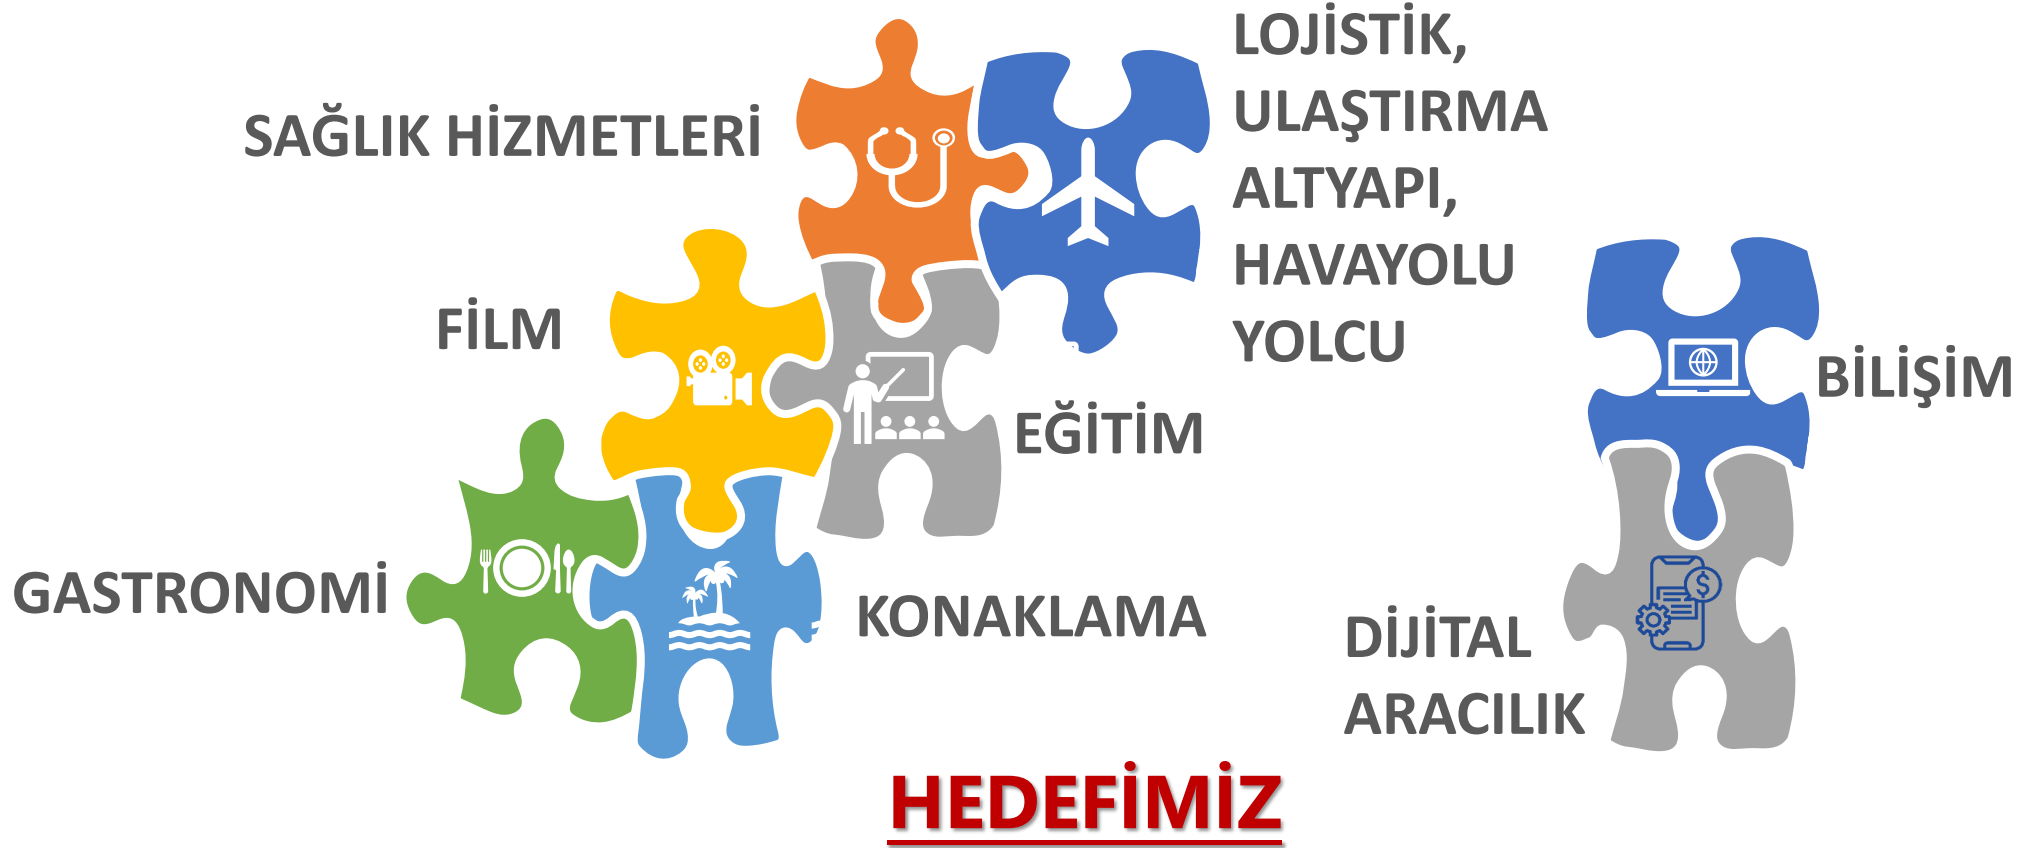 LOJİSTİK,
ULAŞTIRMA
ALTYAPI,
HAVAYOLU
YOLCU
SAĞLIK HİZMETLERİ
FİLM
EĞİTİM
BİLİŞİM
GASTRONOMİ
KONAKLAMA
DİJİTAL
ARACILIK
HEDEFİMİZ